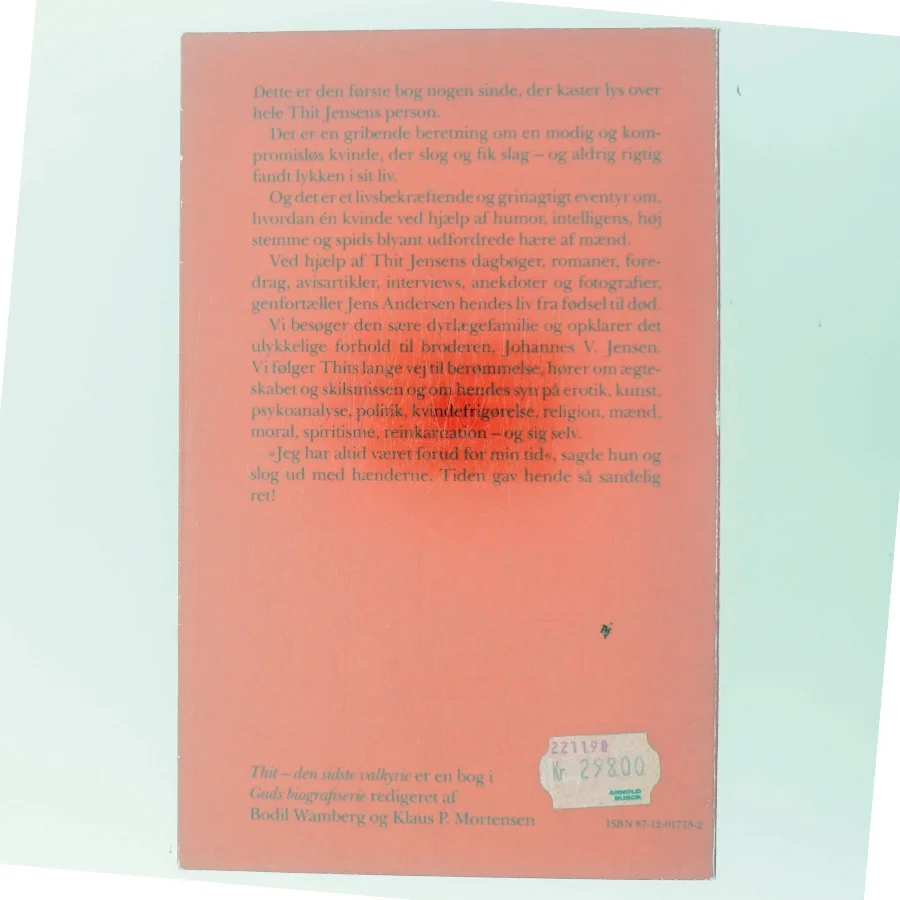 Dette er den første bog nogen sinde, der kaster lys over
hele Thit Jensens person.
Det er en gribende beretning om en modig og kom-
promisløs kvinde, der slog og fik slag – og aldrig rigtig
fandt lykken i sit liv.
Og det er et livsbekræftende og grinagtigt eventyr om,
hvordan én kvinde ved hjælp af humor, intelligens, høj
stemme og spids blyant udfordrede hære af mænd.
Ved hjælp af Thit Jensens dagbøger, romaner, fore-
drag, avisartikler, interviews, anekdoter og fotografier,
genfortæller Jens Andersen hendes liv fra fødsel til død.
Vi besøger den sære dyrlægefamilie og opklarer det
ulykkelige forhold til broderen, Johannes V. Jensen.
Vi følger Thits lange vej til berømmelse, hører om ægte-
skabet og skilsmissen og om hendes syn på erotik, kunst,
psykoanalyse, politik, kvindefrigørelse, religion, mænd,
moral, spiritisme, reinkarnation – og sig selv.
»Jeg har altid været forud for min tid«, sagde hun og
slog ud med hænderne. Tiden gav hende så sandelig
ret!
221190
Kr 298.00
ARNOLD
BUSCK
Thit – den sidste valkyrie er en bog i
Gads biografiserie redigeret af
Bodil Wamberg og Klaus P. Mortensen
ISBN 87-12-01775-2